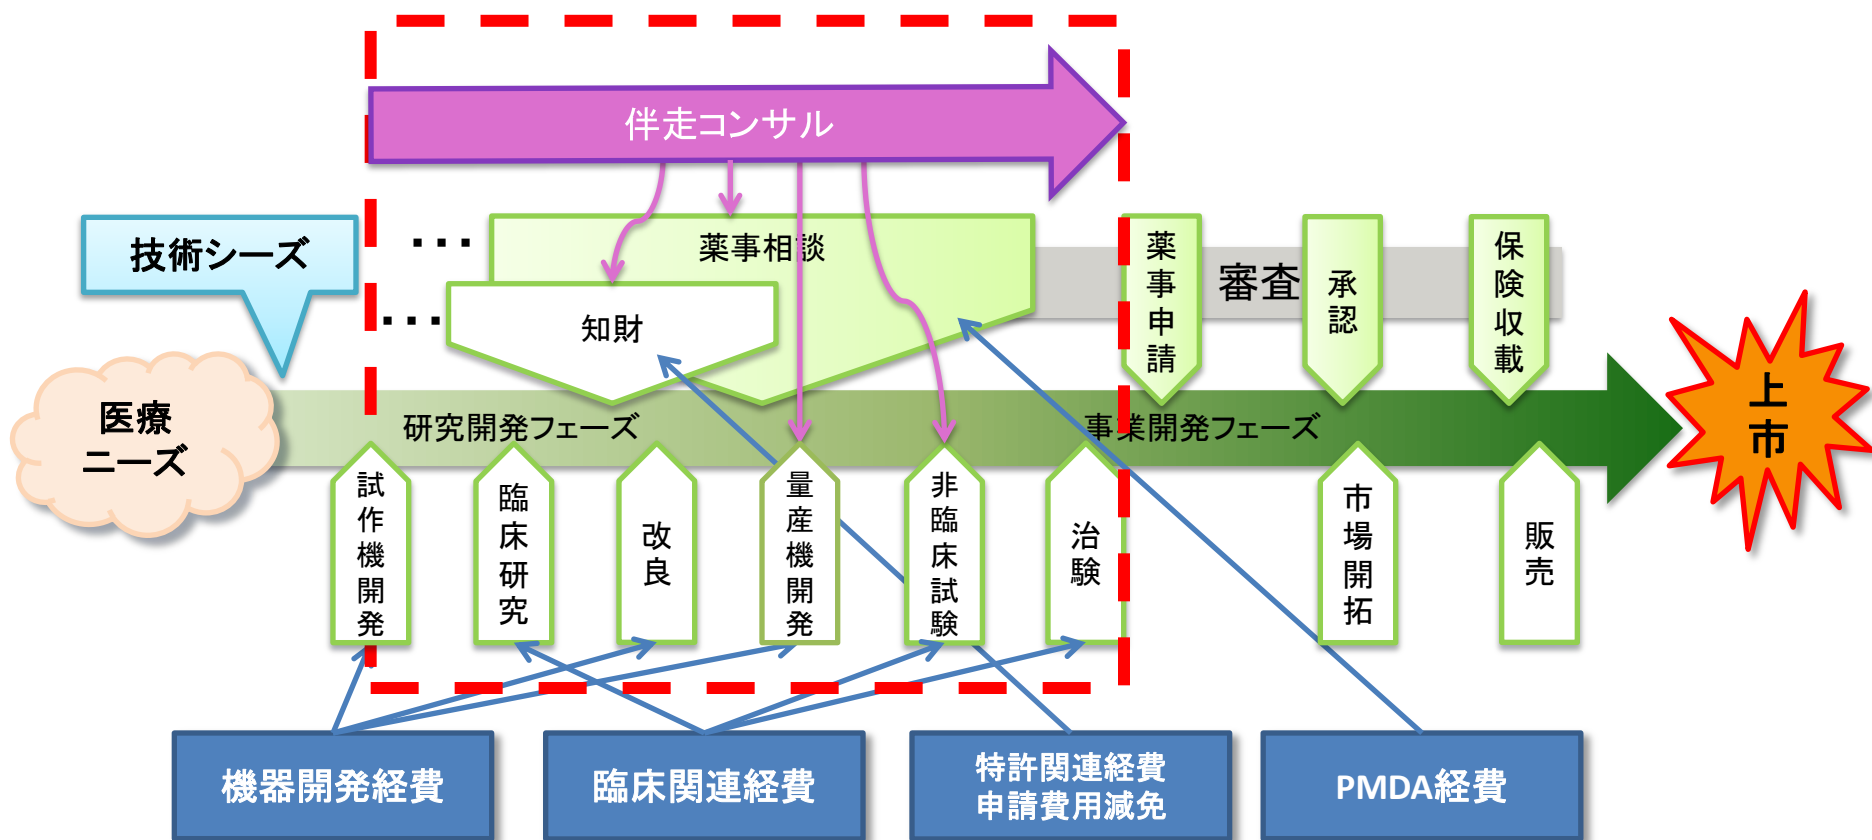 伴走コンサル
技術シーズ
・・・
薬事相談
・・・
知財
薬事申請
審査
承認
保険収載
医療
ニーズ
研究開発フェーズ
事業開発フェーズ
上市
試作機開発
臨床研究
改良
量産機開発
非臨床試験
治験
市場開拓
販売
機器開発経費
臨床関連経費
特許関連経費
申請費用減免
PMDA経費